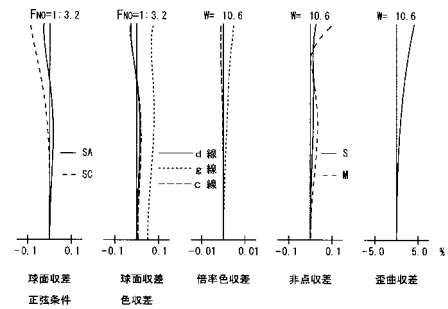 FNO=1:3.2
FNO=1:3.2
W= 10.6
W= 10.6
W= 10.6
SA
SC
d 線
g 線
c 線
S
M
-0.1 0.1
-0.1 0.1
-0.01 0.01
-0.1 0.1
-5.0 5.0 %
球面収差
正弦条件
球面収差
色収差
倍率色収差
非点収差
歪曲収差